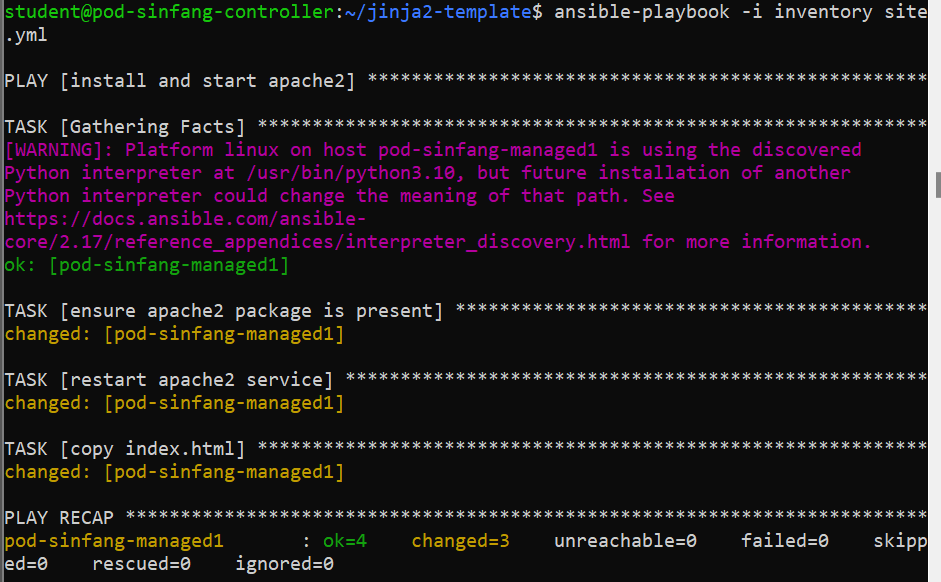 student@pod-sinfang-controller:~/jinja2-template$ ansible-playbook -i inventory site
.yml
PLAY [install and start apache2] ***************************************************
TASK [Gathering Facts] *************************************************************
[WARNING]: Platform linux on host pod-sinfang-managed1 is using the discovered
Python interpreter at /usr/bin/python3.10, but future installation of another
Python interpreter could change the meaning of that path. See
https://docs.ansible.com/ansible-
core/2.17/reference_appendices/interpreter_discovery.html for more information.
ok: [pod-sinfang-managed1]
TASK [ensure apache2 package is present] *******************************************
changed: [pod-sinfang-managed1]
TASK [restart apache2 service] *****************************************************
changed: [pod-sinfang-managed1]
TASK [copy index.html] *************************************************************
changed: [pod-sinfang-managed1]
PLAY RECAP *************************************************************************
pod-sinfang-managed1       : ok=4    changed=3    unreachable=0    failed=0    skipp
ed=0    rescued=0    ignored=0